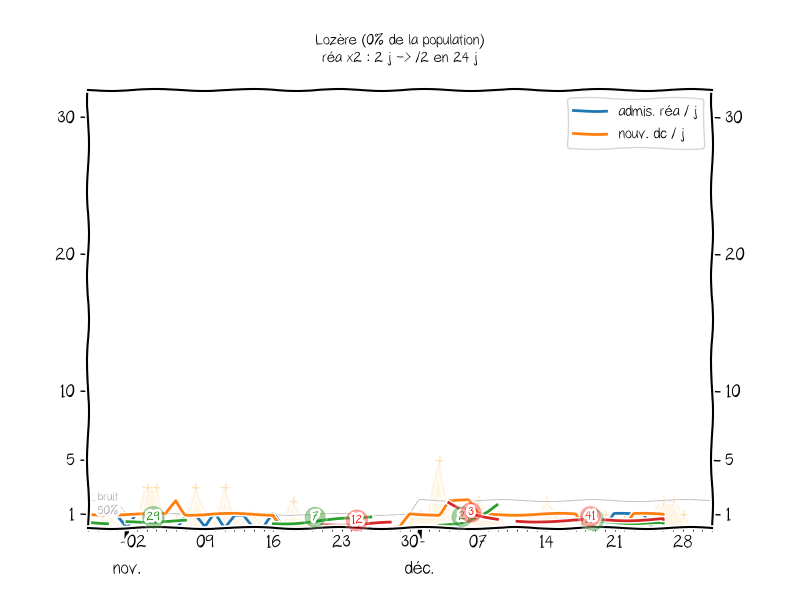 Lozère (0% de la population)
réa x2 : 2 j -> /2 en 24 j
admis. réa / j
nouv. dc / j
30 30
20 20
10 10
5 5
bruit
50%
1 29 7 12 3 41 1
02 09 16 23 30 07 14 21 28
nov. déc.